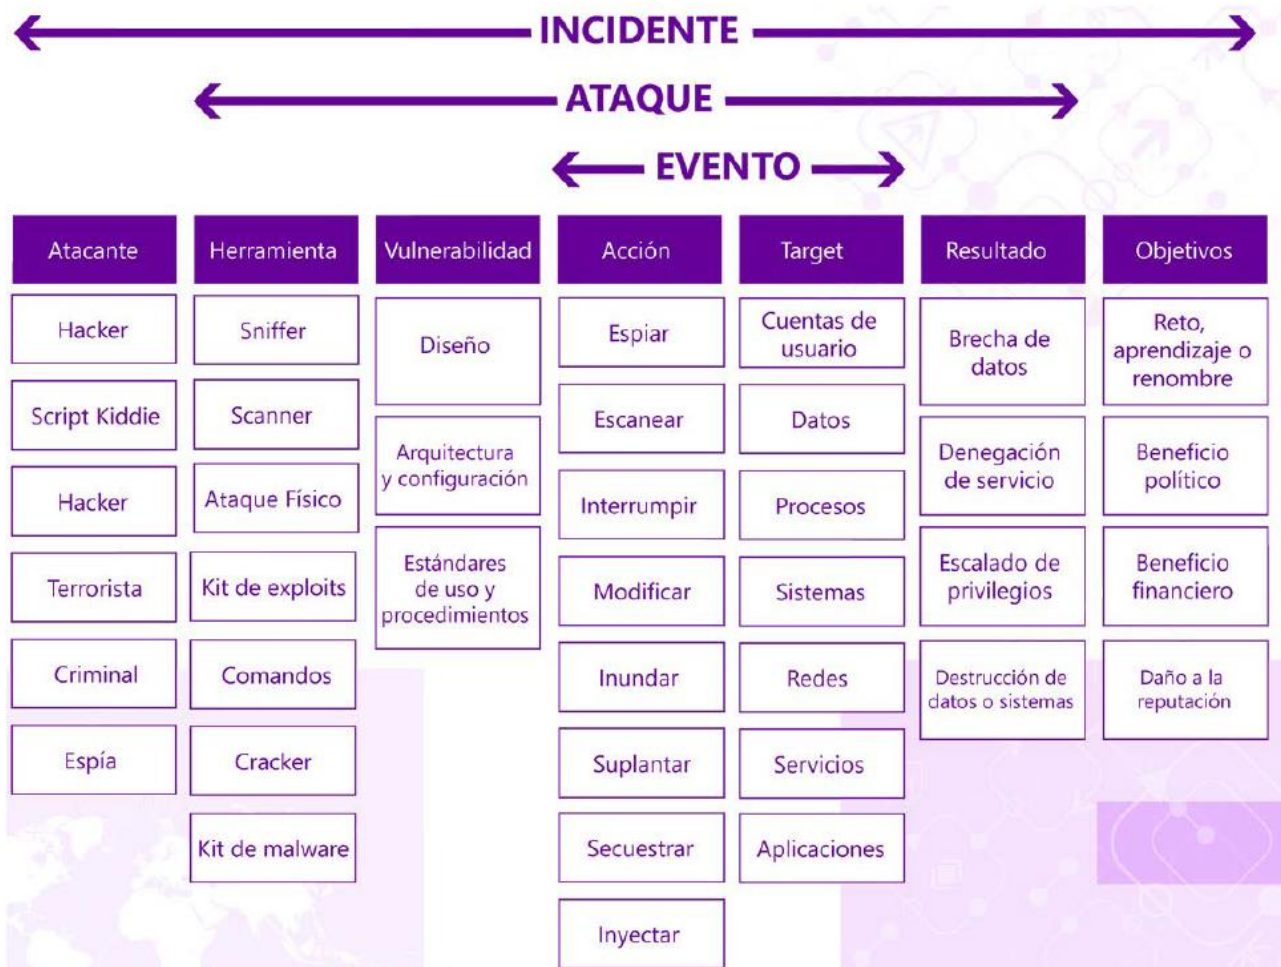 INCIDENTE
ATAQUE
EVENTO
Atacante
Herramienta
Vulnerabilidad
Acción
Target
Resultado
Objetivos
Hacker
Script Kiddie
Hacker
Terrorista
Criminal
Espía
Sniffer
Scanner
Ataque Físico
Kit de exploits
Comandos
Cracker
Kit de malware
Diseño
Arquitectura
y configuración
Estándares
de uso y
procedimientos
Espiar
Escanear
Interrumpir
Modificar
Inundar
Suplantar
Secuestrar
Inyectar
Cuentas de
usuario
Datos
Procesos
Sistemas
Redes
Servicios
Aplicaciones
Brecha de
datos
Denegación
de servicio
Escalado de
privilegios
Destrucción de
datos o sistemas
Reto,
aprendizaje o
renombre
Beneficio
político
Beneficio
financiero
Daño a la
reputación